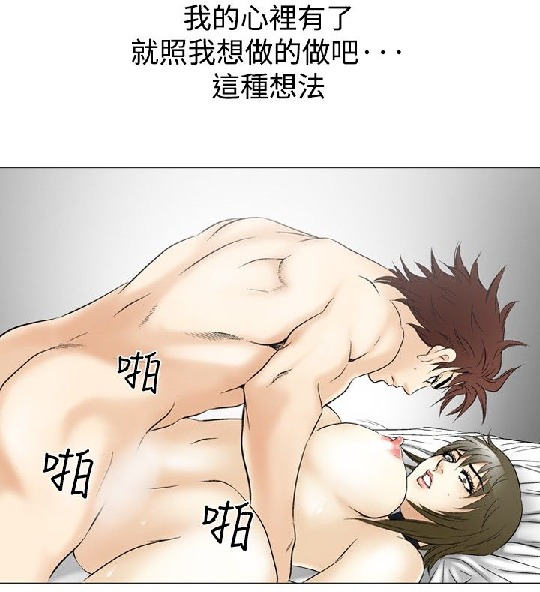 我的心裡有了
就照我想做的做吧···
這種想法
啪
啪
啪